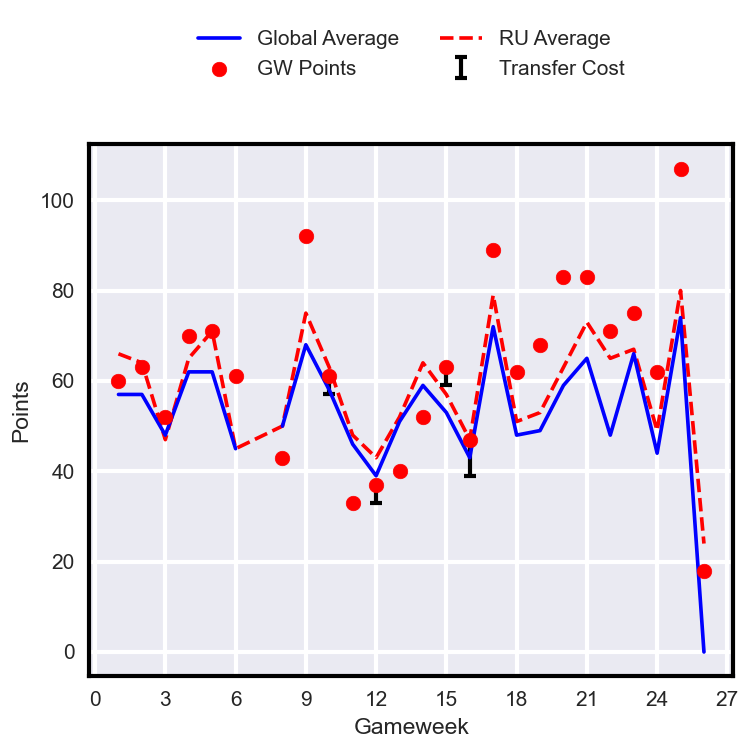 Global Average RU Average
GW Points Transfer Cost
100
80
60
40
20
0
Points
0 3 6 9 12 15 18 21 24 27
Gameweek